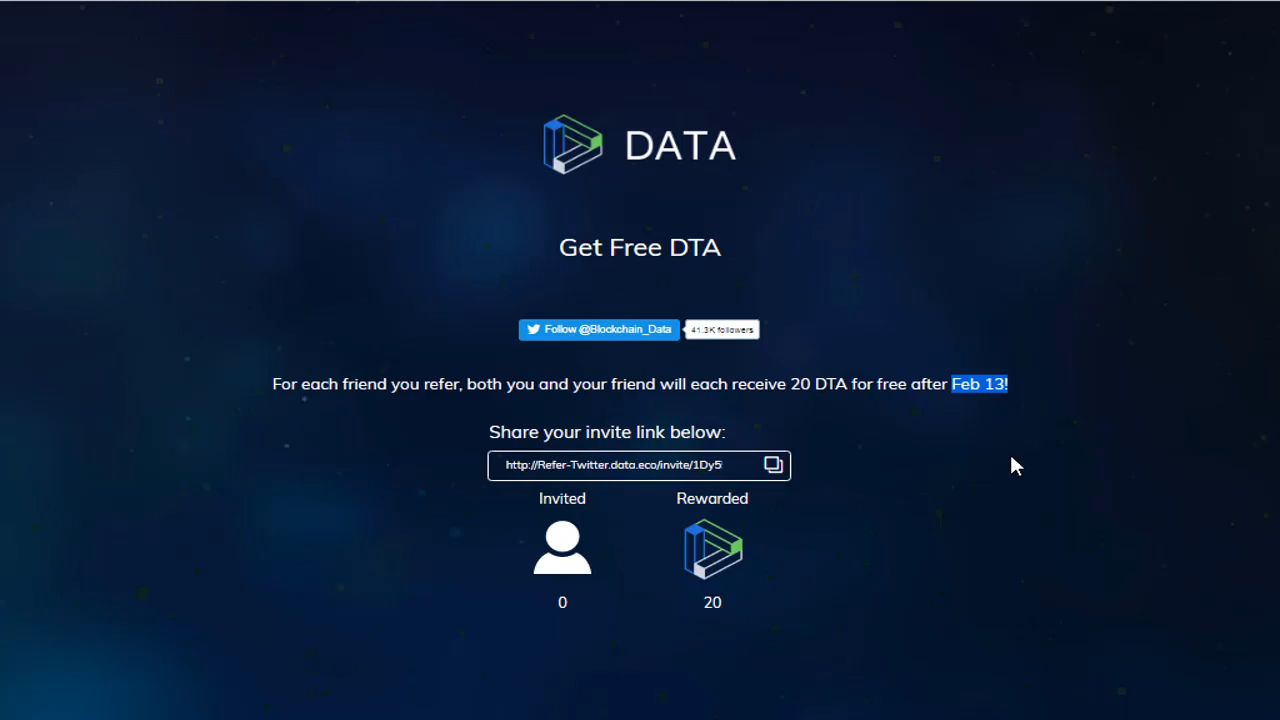 DATA
Get Free DTA
Follow @Blockchain_Data 41.3K followers
For each friend you refer, both you and your friend will each receive 20 DTA for free after Feb 13!
Share your invite link below:
http://Refer-Twitter.data.eco/invite/1Dy5
Invited Rewarded
0 20